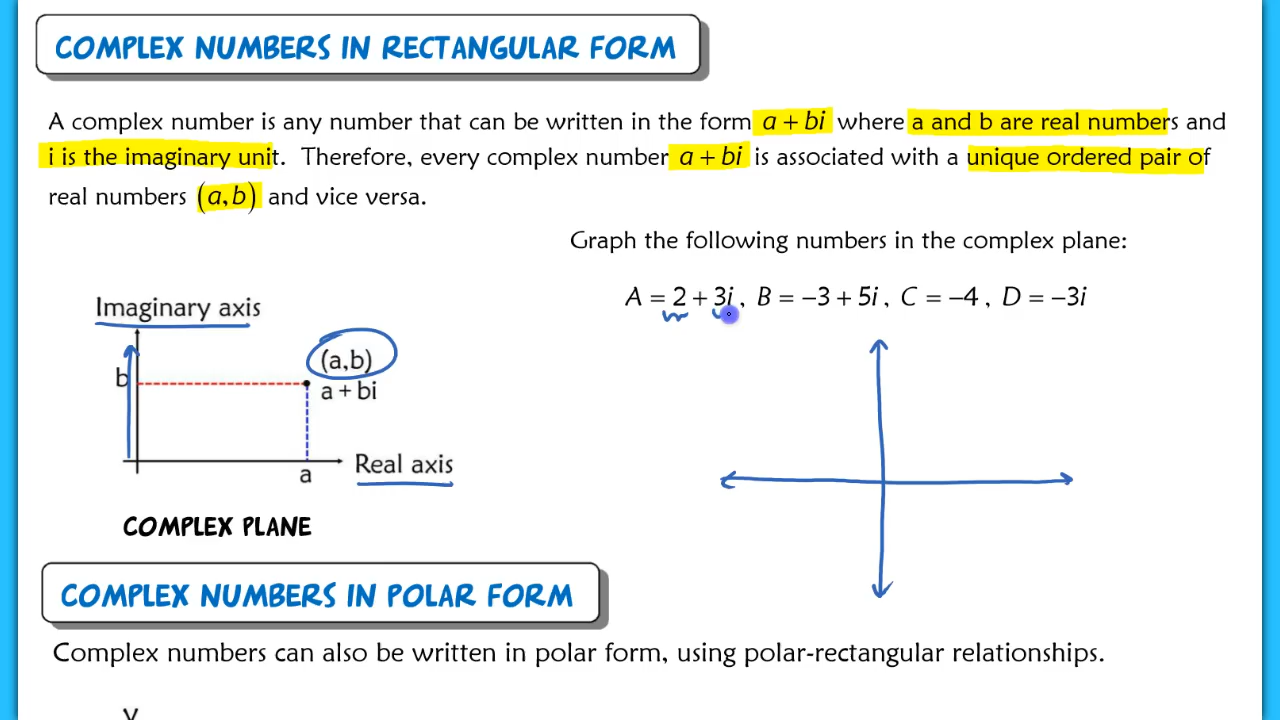 COMPLEX NUMBERS IN RECTANGULAR FORM
A complex number is any number that can be written in the form a + bi where a and b are real numbers and
i is the imaginary unit. Therefore, every complex number a + bi is associated with a unique ordered pair of
real numbers (a,b) and vice versa.
Graph the following numbers in the complex plane:
A = 2 + 3i, B = −3 + 5i, C = −4, D = −3i
Imaginary axis
(a,b)
b
a + bi
Real axis
a
COMPLEX PLANE
COMPLEX NUMBERS IN POLAR FORM
Complex numbers can also be written in polar form, using polar-rectangular relationships.